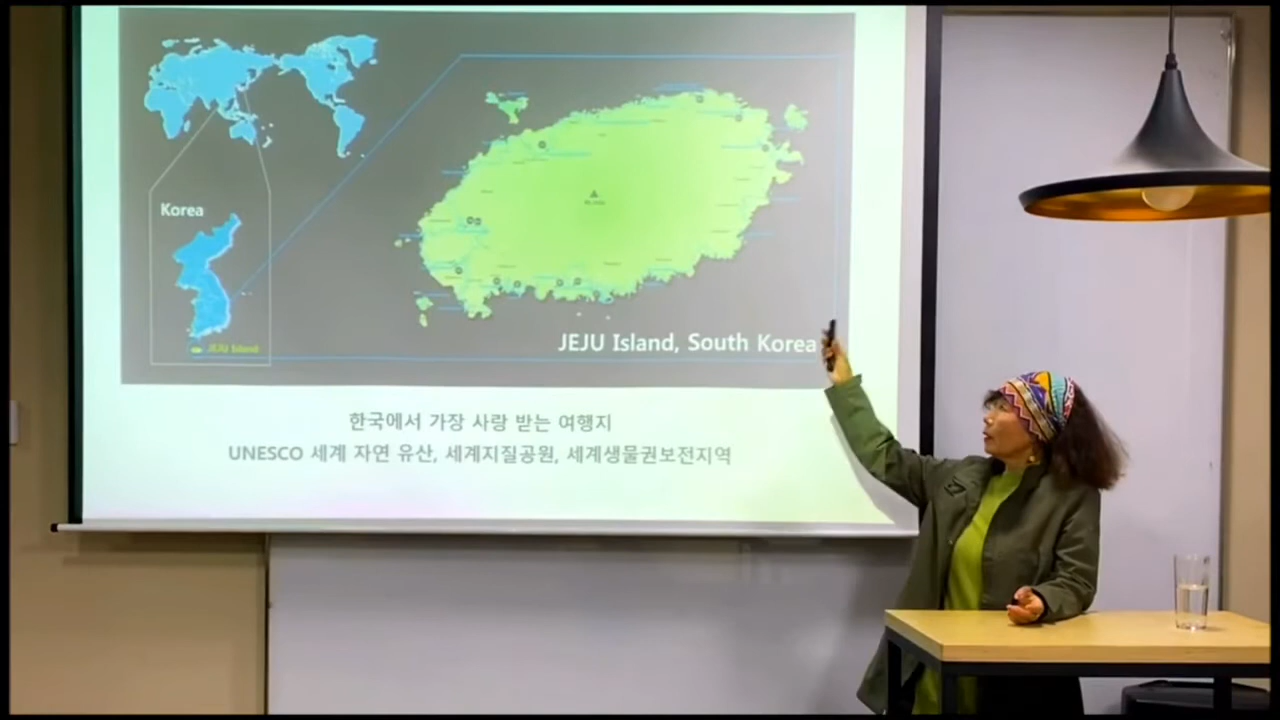 Korea
JEJU Island
JEJU Island, South Korea
한국에서 가장 사랑 받는 여행지
UNESCO 세계 자연 유산, 세계지질공원, 세계생물권보전지역